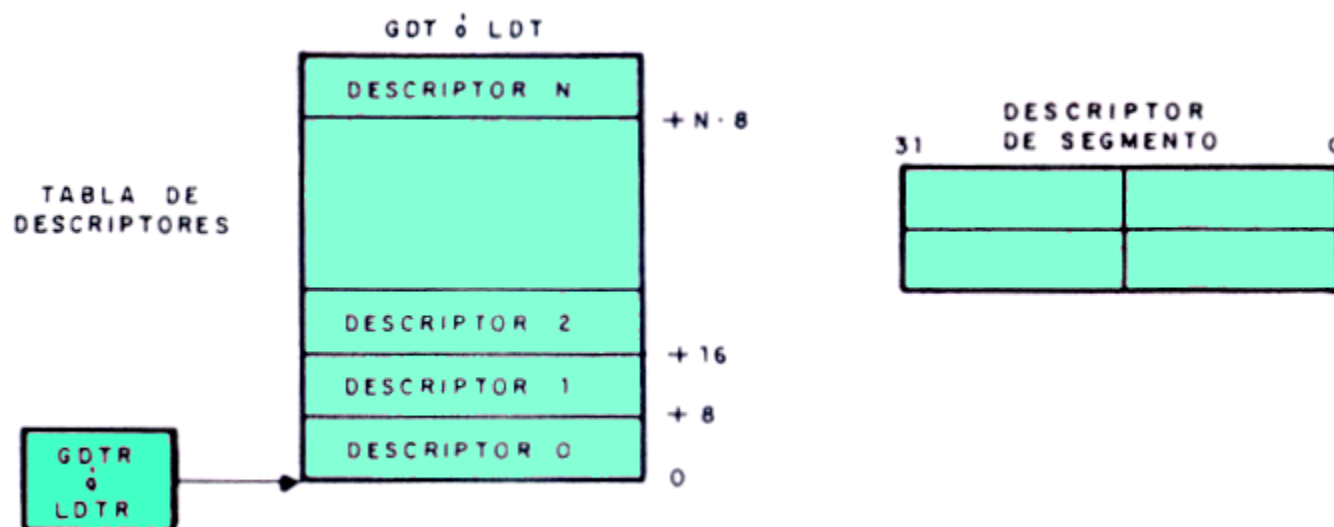 GDT ó LDT
DESCRIPTOR N
+ N · 8
TABLA DE
DESCRIPTORES
DESCRIPTOR 2
+ 16
DESCRIPTOR 1
+ 8
DESCRIPTOR 0
0
GDTR
ó
LDTR
DESCRIPTOR
DE SEGMENTO
31